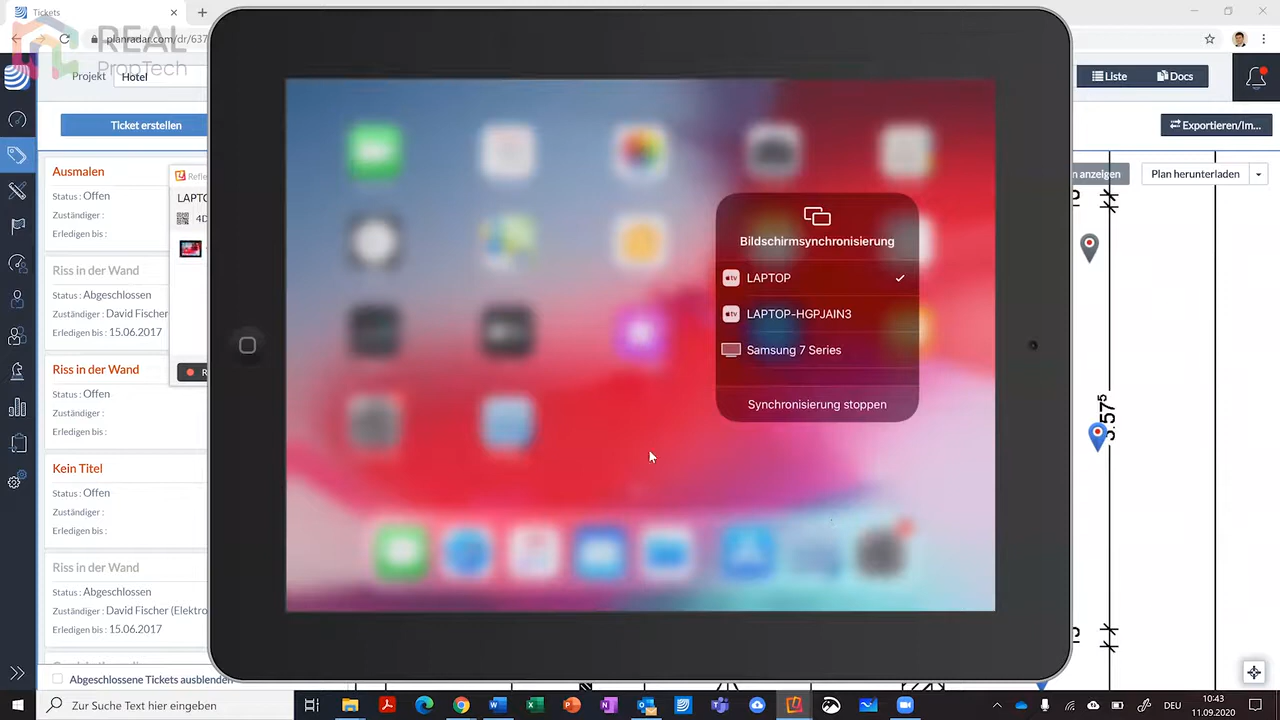 Tickets
planradar.com/dr/637
REAL
PropTech
Projekt
Hotel
Liste
Docs
Ticket erstellen
Exportieren/Im...
n anzeigen
Plan herunterladen
Ausmalen
Status : Offen
Zuständiger :
Erledigen bis :
Refle
LAPTO
4D
R
Riss in der Wand
Status : Abgeschlossen
Zuständiger : David Fischer
Erledigen bis : 15.06.2017
Riss in der Wand
Status : Offen
Zuständiger :
Erledigen bis :
Kein Titel
Status : Offen
Zuständiger :
Erledigen bis :
Riss in der Wand
Status : Abgeschlossen
Zuständiger : David Fischer (Elektro
Erledigen bis : 15.06.2017
Abgeschlossene Tickets ausblenden
Bildschirmsynchronisierung
LAPTOP
LAPTOP-HGPJAIN3
Samsung 7 Series
Synchronisierung stoppen
3.57⁵
Zur Suche Text hier eingeben
DEU
10:43
11.09.2020